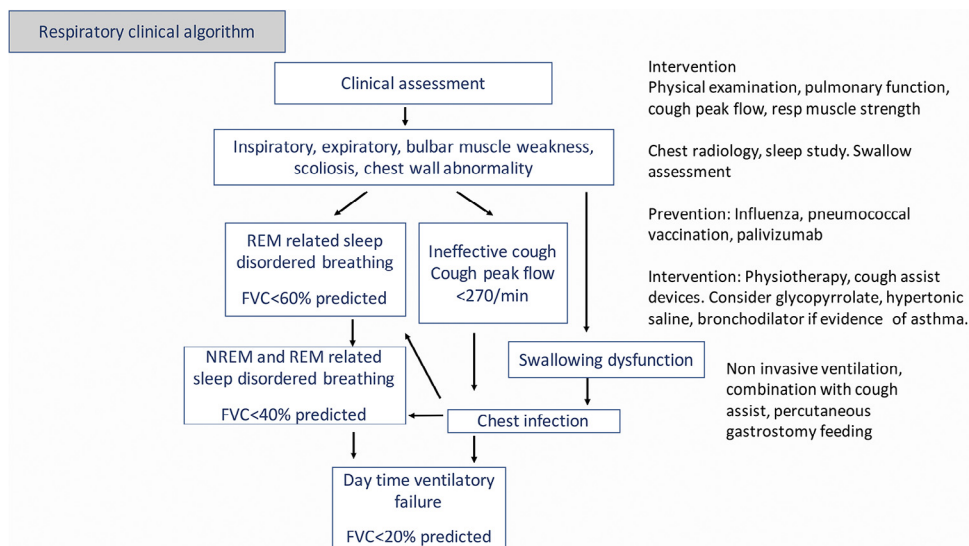 Respiratory clinical algorithm
Clinical assessment
Inspiratory, expiratory, bulbar muscle weakness,
scoliosis, chest wall abnormality
REM related sleep
disordered breathing
FVC<60% predicted
Ineffective cough
Cough peak flow
<270/min
NREM and REM related
sleep disordered breathing
FVC<40% predicted
Swallowing dysfunction
Chest infection
Day time ventilatory
failure
FVC<20% predicted
Intervention
Physical examination, pulmonary function,
cough peak flow, resp muscle strength
Chest radiology, sleep study. Swallow
assessment
Prevention: Influenza, pneumococcal
vaccination, palivizumab
Intervention: Physiotherapy, cough assist
devices. Consider glycopyrrolate, hypertonic
saline, bronchodilator if evidence of asthma.
Non invasive ventilation,
combination with cough
assist, percutaneous
gastrostomy feeding